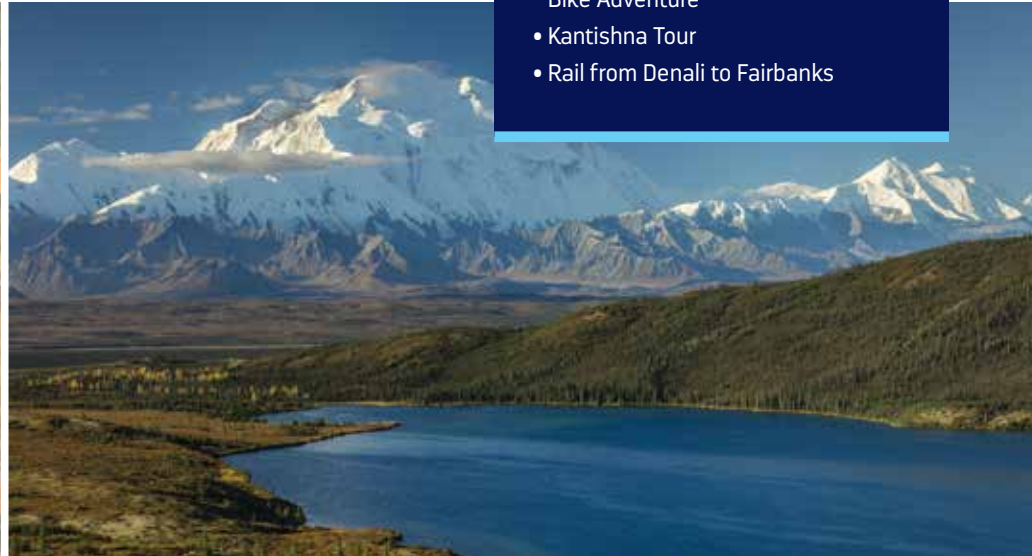 Bike Adventure
• Kantishna Tour
• Rail from Denali to Fairbanks